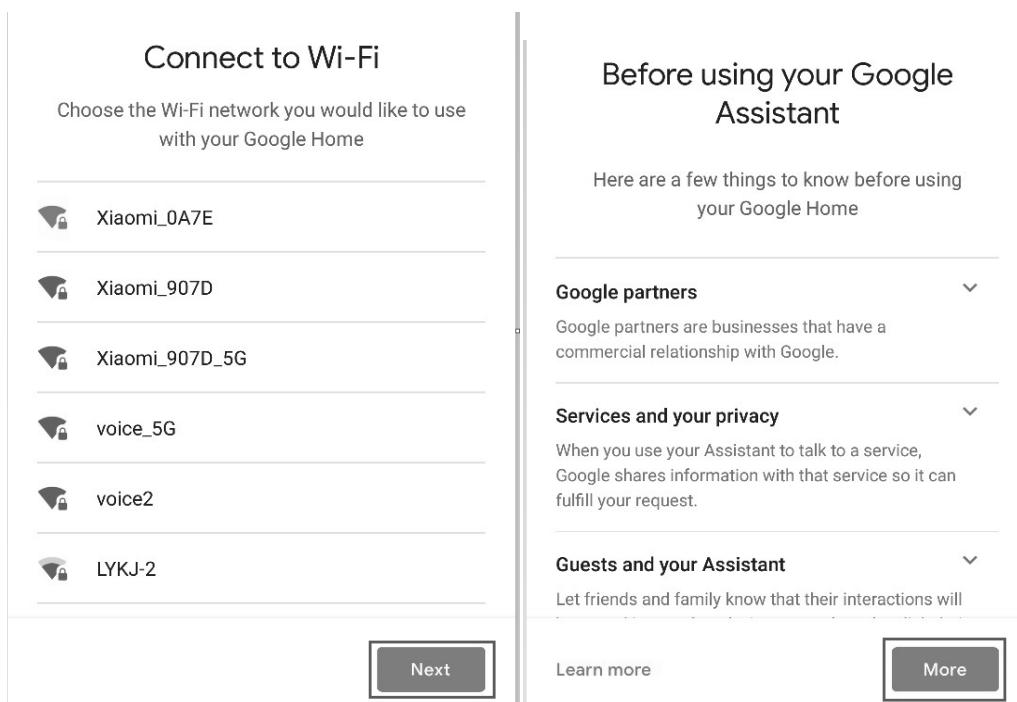 Connect to Wi-Fi
Choose the Wi-Fi network you would like to use
with your Google Home
Xiaomi_0A7E
Xiaomi_907D
Xiaomi_907D_5G
voice_5G
voice2
LYKJ-2
Next
Before using your Google
Assistant
Here are a few things to know before using
your Google Home
Google partners
Google partners are businesses that have a
commercial relationship with Google.
Services and your privacy
When you use your Assistant to talk to a service,
Google shares information with that service so it can
fulfill your request.
Guests and your Assistant
Let friends and family know that their interactions will
Learn more
More